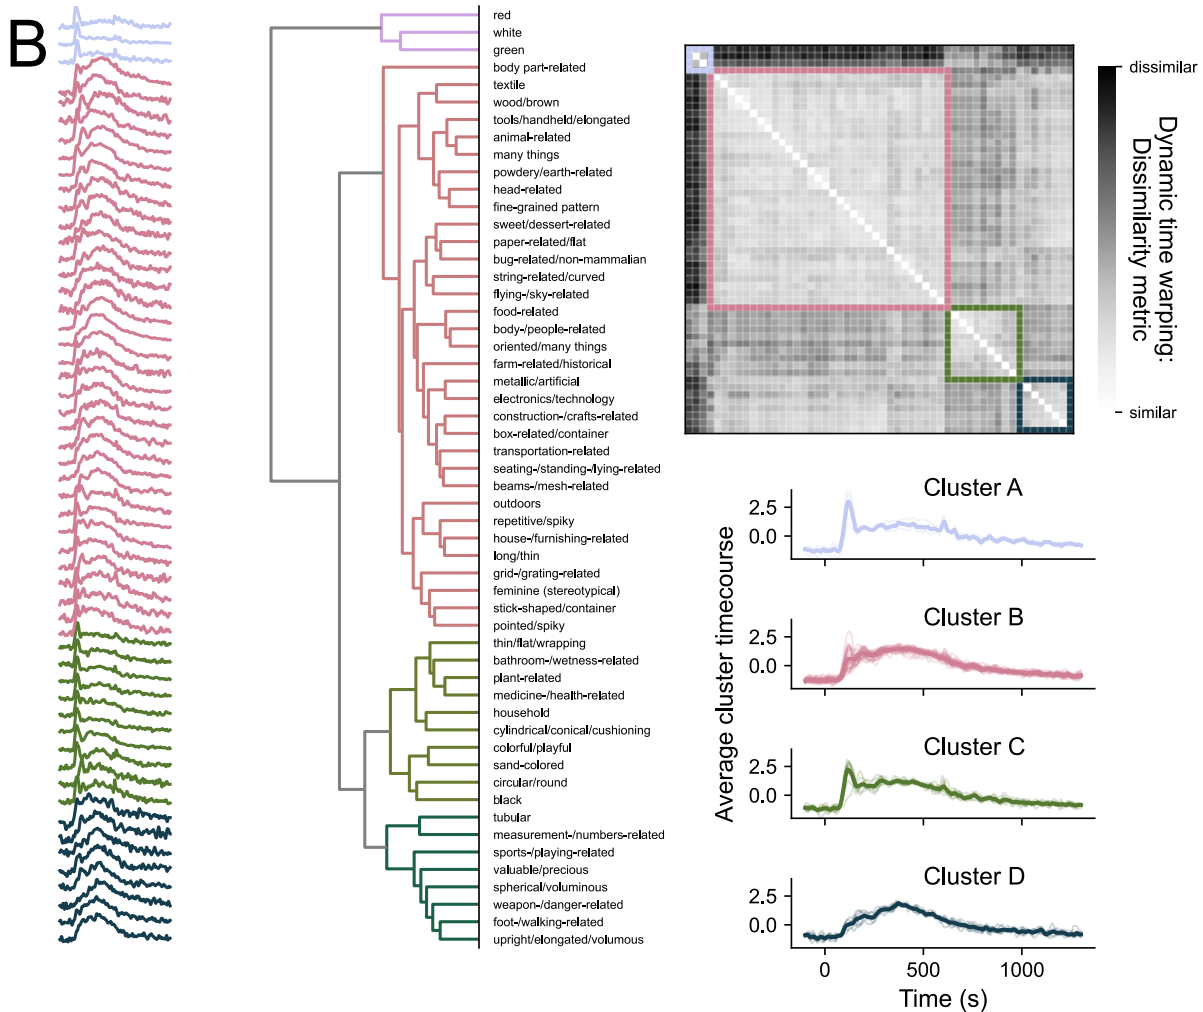 B
red
white
green
body part-related
textile
wood/brown
tools/handheld/elongated
animal-related
many things
powdery/earth-related
head-related
fine-grained pattern
sweet/dessert-related
paper-related/flat
bug-related/non-mammalian
string-related/curved
flying-/sky-related
food-related
body-/people-related
oriented/many things
farm-related/historical
metallic/artificial
electronics/technology
construction-/crafts-related
box-related/container
transportation-related
seating-/standing-/lying-related
beams-/mesh-related
outdoors
repetitive/spiky
house-/furnishing-related
long/thin
grid-/grating-related
feminine (stereotypical)
stick-shaped/container
pointed/spiky
thin/flat/wrapping
bathroom-/wetness-related
plant-related
medicine-/health-related
household
cylindrical/conical/cushioning
colorful/playful
sand-colored
circular/round
black
tubular
measurement-/numbers-related
sports-/playing-related
valuable/precious
spherical/voluminous
weapon-/danger-related
foot-/walking-related
upright/elongated/volumous
dissimilar
similar
Dynamic time warping:
Dissimilarity metric
Average cluster timecourse
Cluster A
2.5
0.0
Cluster B
2.5
0.0
Cluster C
2.5
0.0
Cluster D
2.5
0.0
0 500 1000
Time (s)